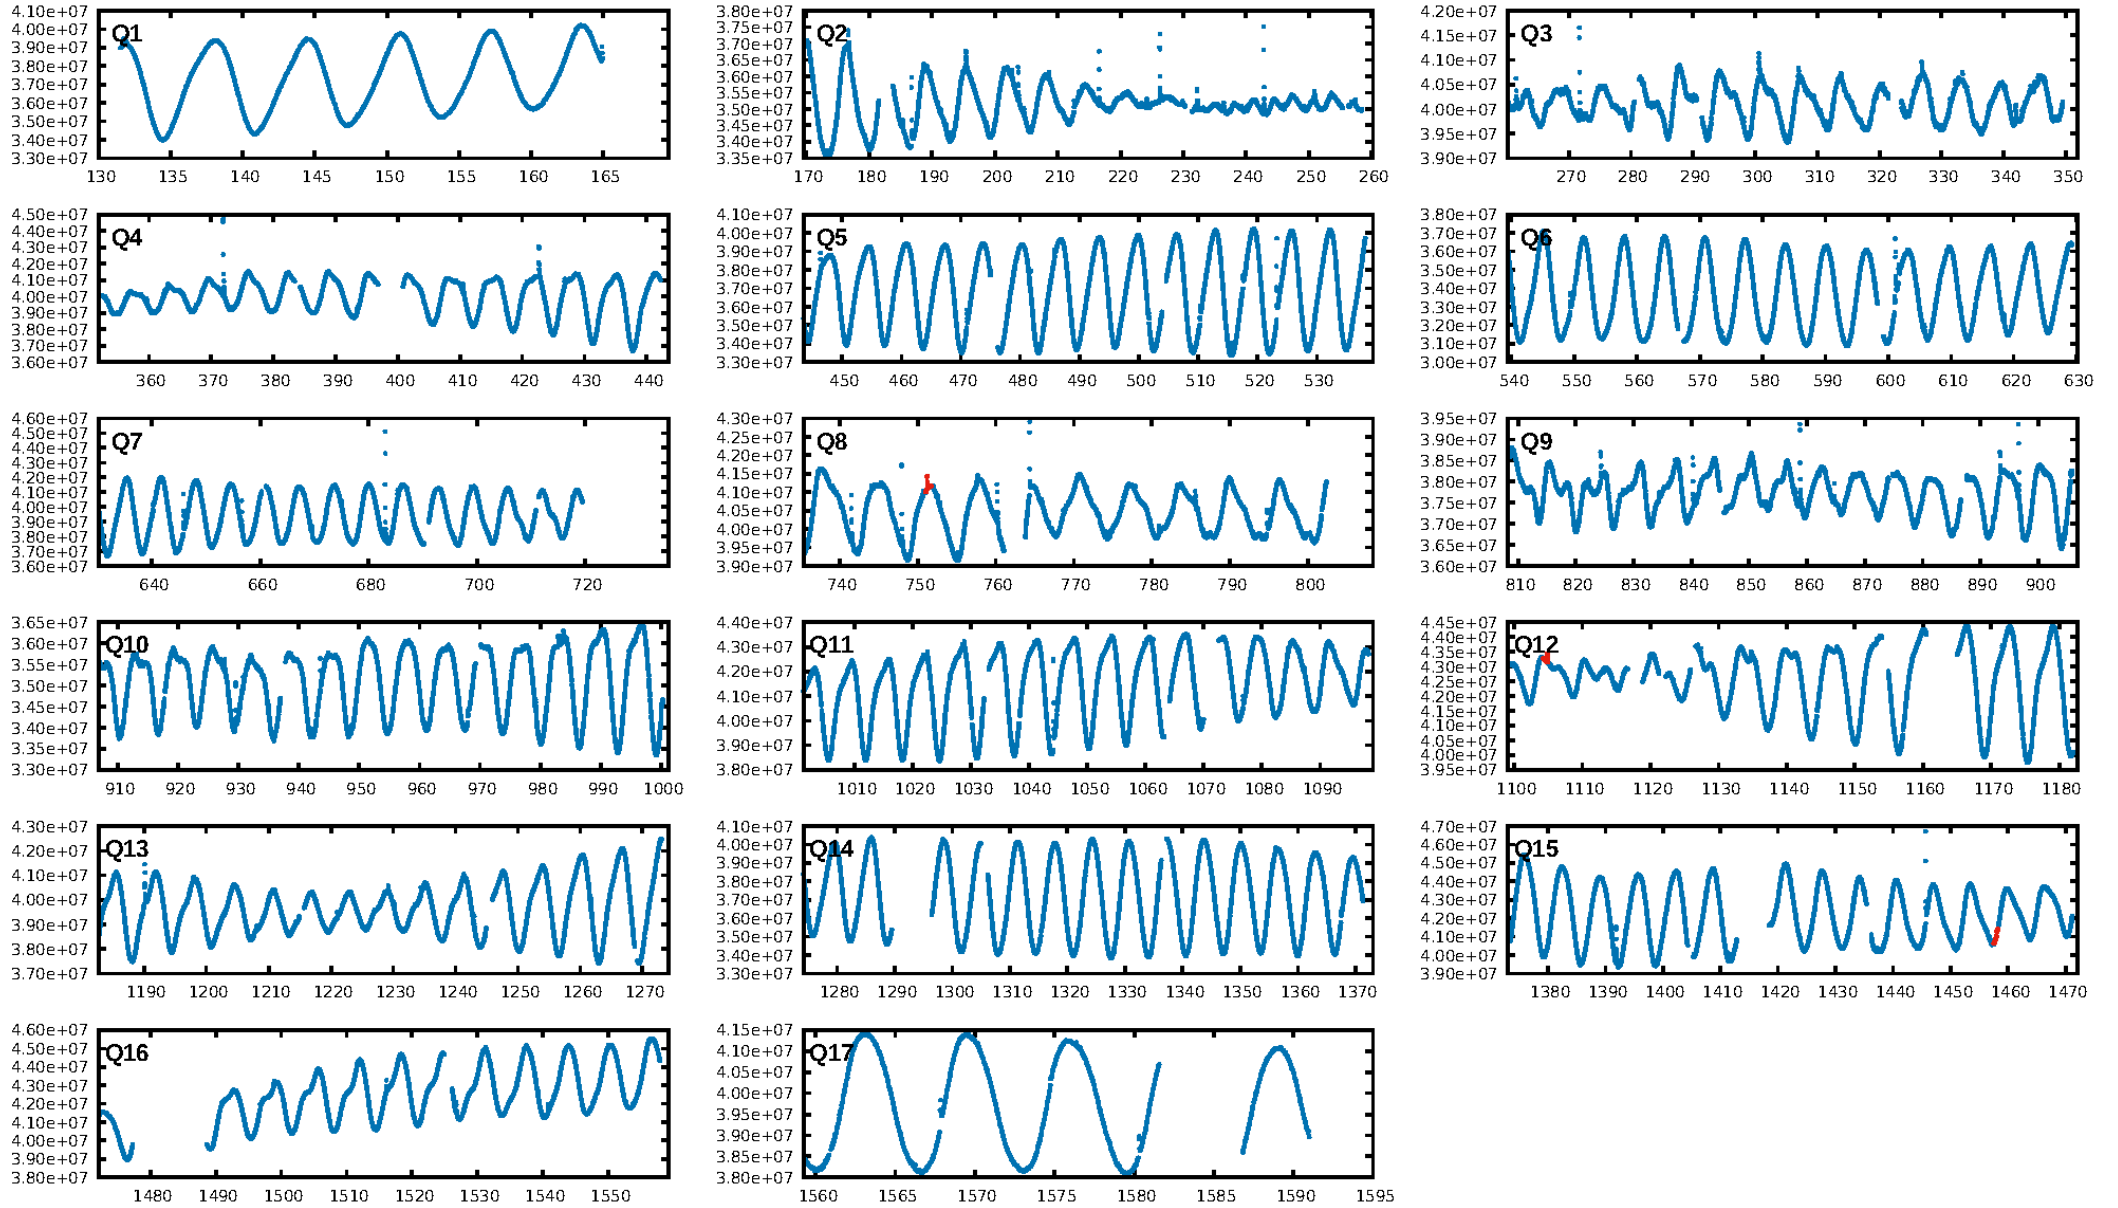 Q1
4.10e+07
4.00e+07
3.90e+07
3.80e+07
3.70e+07
3.60e+07
3.50e+07
3.40e+07
3.30e+07
130 135 140 145 150 155 160 165
Q2
3.80e+07
3.75e+07
3.70e+07
3.65e+07
3.60e+07
3.55e+07
3.50e+07
3.45e+07
3.40e+07
3.35e+07
170 180 190 200 210 220 230 240 250 260
Q3
4.20e+07
4.15e+07
4.10e+07
4.05e+07
4.00e+07
3.95e+07
3.90e+07
270 280 290 300 310 320 330 340 350
Q4
4.50e+07
4.40e+07
4.30e+07
4.20e+07
4.10e+07
4.00e+07
3.90e+07
3.80e+07
3.70e+07
3.60e+07
360 370 380 390 400 410 420 430 440
Q5
4.10e+07
4.00e+07
3.90e+07
3.80e+07
3.70e+07
3.60e+07
3.50e+07
3.40e+07
3.30e+07
450 460 470 480 490 500 510 520 530
Q6
3.80e+07
3.70e+07
3.60e+07
3.50e+07
3.40e+07
3.30e+07
3.20e+07
3.10e+07
3.00e+07
540 550 560 570 580 590 600 610 620 630
Q7
4.60e+07
4.50e+07
4.40e+07
4.30e+07
4.20e+07
4.10e+07
4.00e+07
3.90e+07
3.80e+07
3.70e+07
3.60e+07
640 660 680 700 720
Q8
4.30e+07
4.25e+07
4.20e+07
4.15e+07
4.10e+07
4.05e+07
4.00e+07
3.95e+07
3.90e+07
740 750 760 770 780 790 800
Q9
3.95e+07
3.90e+07
3.85e+07
3.80e+07
3.75e+07
3.70e+07
3.65e+07
3.60e+07
810 820 830 840 850 860 870 880 890 900
Q10
3.65e+07
3.60e+07
3.55e+07
3.50e+07
3.45e+07
3.40e+07
3.35e+07
3.30e+07
910 920 930 940 950 960 970 980 990 1000
Q11
4.40e+07
4.30e+07
4.20e+07
4.10e+07
4.00e+07
3.90e+07
3.80e+07
1010 1020 1030 1040 1050 1060 1070 1080 1090
Q12
4.45e+07
4.40e+07
4.35e+07
4.30e+07
4.25e+07
4.20e+07
4.15e+07
4.10e+07
4.05e+07
4.00e+07
3.95e+07
1100 1110 1120 1130 1140 1150 1160 1170 1180
Q13
4.30e+07
4.20e+07
4.10e+07
4.00e+07
3.90e+07
3.80e+07
3.70e+07
1190 1200 1210 1220 1230 1240 1250 1260 1270
Q14
4.10e+07
4.00e+07
3.90e+07
3.80e+07
3.70e+07
3.60e+07
3.50e+07
3.40e+07
3.30e+07
1280 1290 1300 1310 1320 1330 1340 1350 1360 1370
Q15
4.70e+07
4.60e+07
4.50e+07
4.40e+07
4.30e+07
4.20e+07
4.10e+07
4.00e+07
3.90e+07
1380 1390 1400 1410 1420 1430 1440 1450 1460 1470
Q16
4.60e+07
4.50e+07
4.40e+07
4.30e+07
4.20e+07
4.10e+07
4.00e+07
3.90e+07
3.80e+07
1480 1490 1500 1510 1520 1530 1540 1550
Q17
4.15e+07
4.10e+07
4.05e+07
4.00e+07
3.95e+07
3.90e+07
3.85e+07
3.80e+07
1560 1565 1570 1575 1580 1585 1590 1595